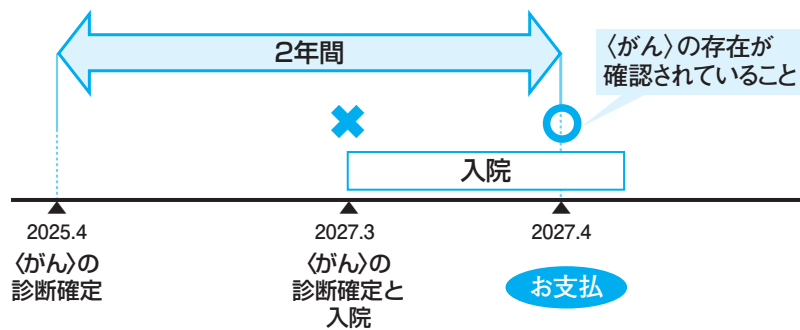 2年間
〈がん〉の存在が
確認されていること
入院
2025.4
〈がん〉の
診断確定
2027.3
〈がん〉の
診断確定と
入院
2027.4
お支払